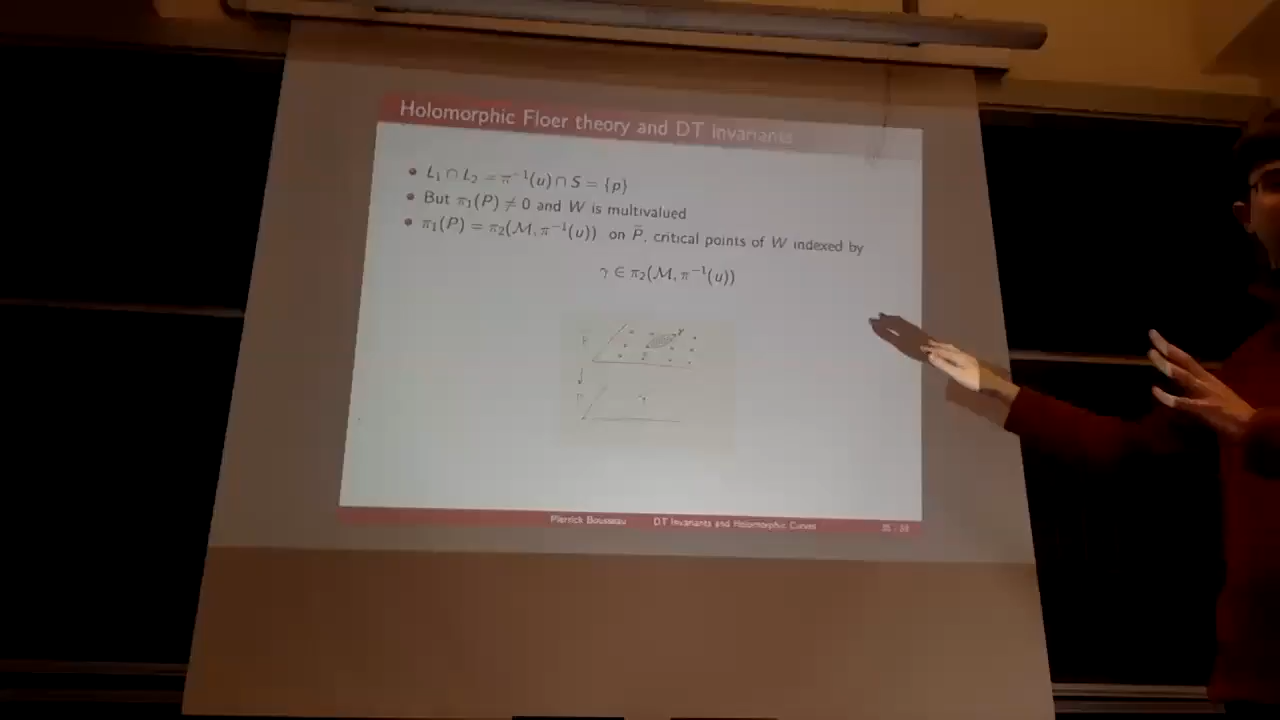 Holomorphic Floer theory and DT invariants
• L₁ ∩ L₂ = π⁻¹(u) ∩ S = {p}
• But π₁(P) ≠ 0 and W is multivalued
• π₁(P) = π₂(M, π⁻¹(u)) on P̃, critical points of W indexed by
γ ∈ π₂(M, π⁻¹(u))
Pierrick Bousseau DT Invariants and Holomorphic Curves